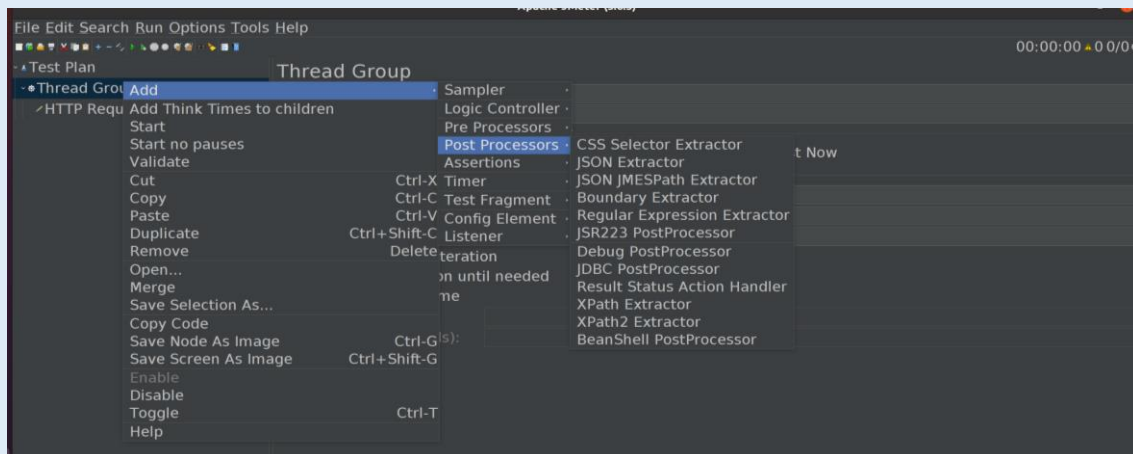 File Edit Search Run Options Tools Help
00:00:00 0 0/0
Test Plan
Thread Group
Thread Grou
HTTP Requ
Add
Add Think Times to children
Start
Start no pauses
Validate
Cut Ctrl-X
Copy Ctrl-C
Paste Ctrl-V
Duplicate Ctrl+Shift-C
Remove Delete
Open...
Merge
Save Selection As...
Copy Code
Save Node As Image Ctrl-G
Save Screen As Image Ctrl+Shift-G
Enable
Disable
Toggle Ctrl-T
Help
Sampler
Logic Controller
Pre Processors
Post Processors
Assertions
Timer
Test Fragment
Config Element
Listener
CSS Selector Extractor
JSON Extractor
JSON JMESPath Extractor
Boundary Extractor
Regular Expression Extractor
JSR223 PostProcessor
Debug PostProcessor
JDBC PostProcessor
Result Status Action Handler
XPath Extractor
XPath2 Extractor
BeanShell PostProcessor
t Now
teration
on until needed
me
s):